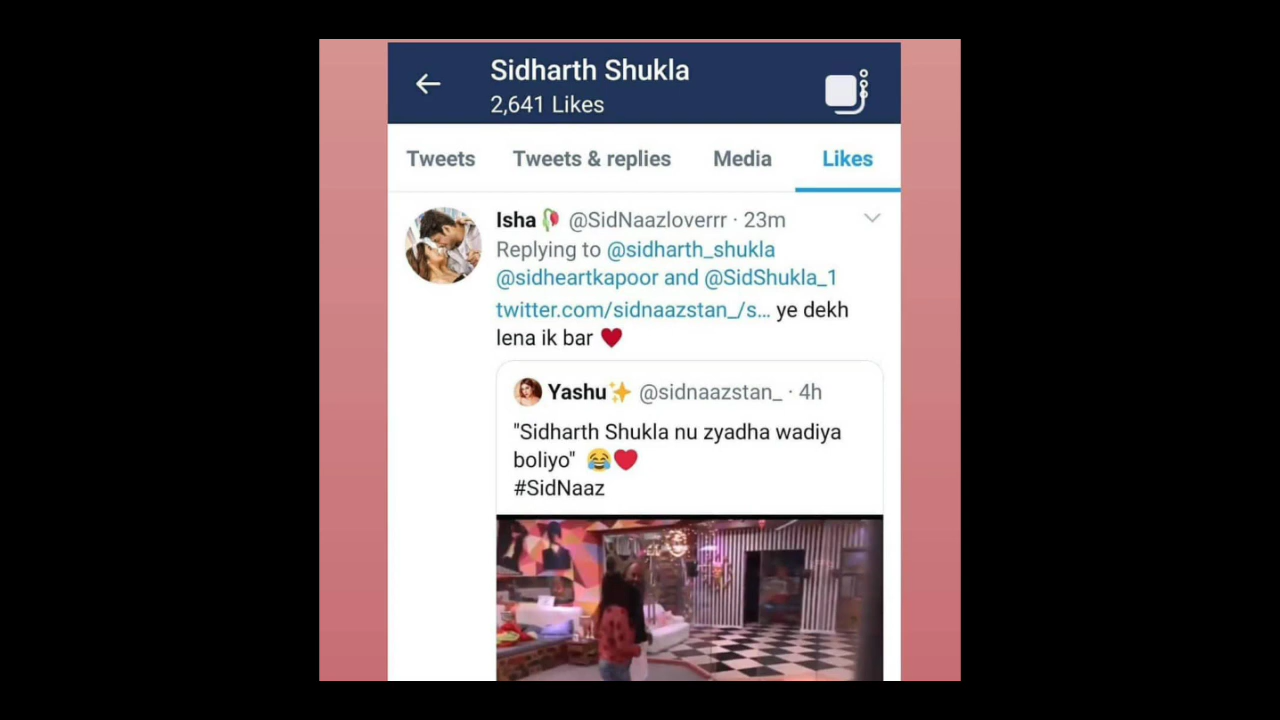 Sidharth Shukla
2,641 Likes
Tweets Tweets & replies Media Likes
Isha🥀 @SidNaazloverrr · 23m
Replying to @sidharth_shukla
@sidheartkapoor and @SidShukla_1
twitter.com/sidnaazstan_/s... ye dekh
lena ik bar ♥
Yashu✨ @sidnaazstan_ · 4h
"Sidharth Shukla nu zyadha wadiya
boliyo" 😂❤
#SidNaaz